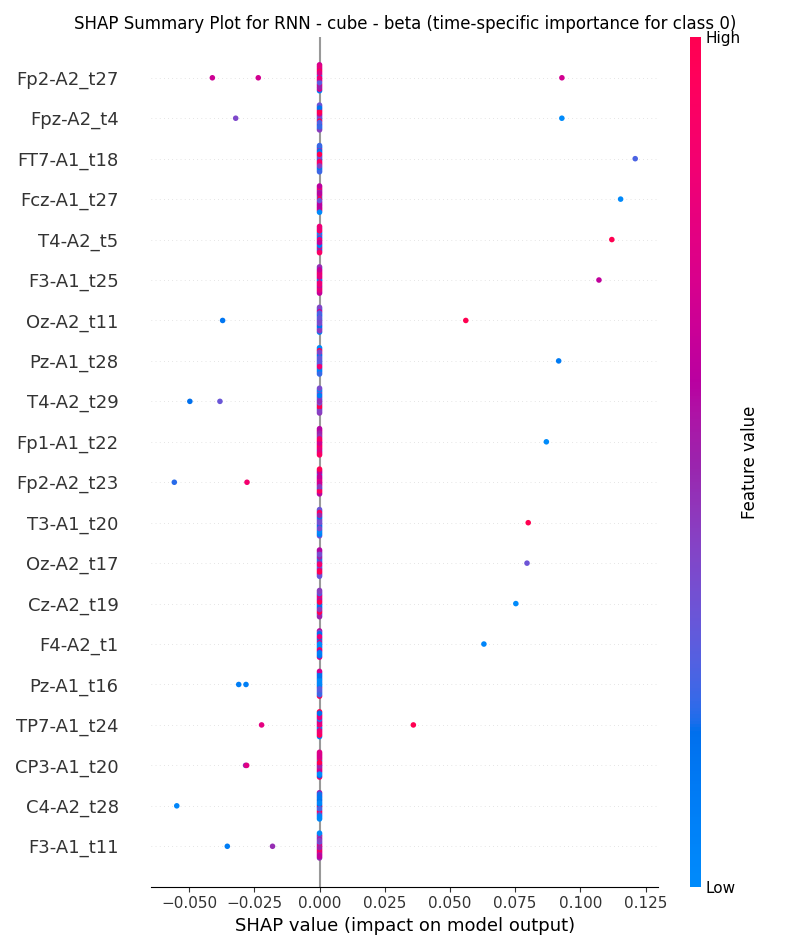 SHAP Summary Plot for RNN - cube - beta (time-specific importance for class 0)
High
Fp2-A2_t27
Fpz-A2_t4
FT7-A1_t18
Fcz-A1_t27
T4-A2_t5
F3-A1_t25
Oz-A2_t11
Pz-A1_t28
T4-A2_t29
Fp1-A1_t22
Fp2-A2_t23
T3-A1_t20
Oz-A2_t17
Cz-A2_t19
F4-A2_t1
Pz-A1_t16
TP7-A1_t24
CP3-A1_t20
C4-A2_t28
F3-A1_t11
Feature value
Low
−0.050 −0.025 0.000 0.025 0.050 0.075 0.100 0.125
SHAP value (impact on model output)